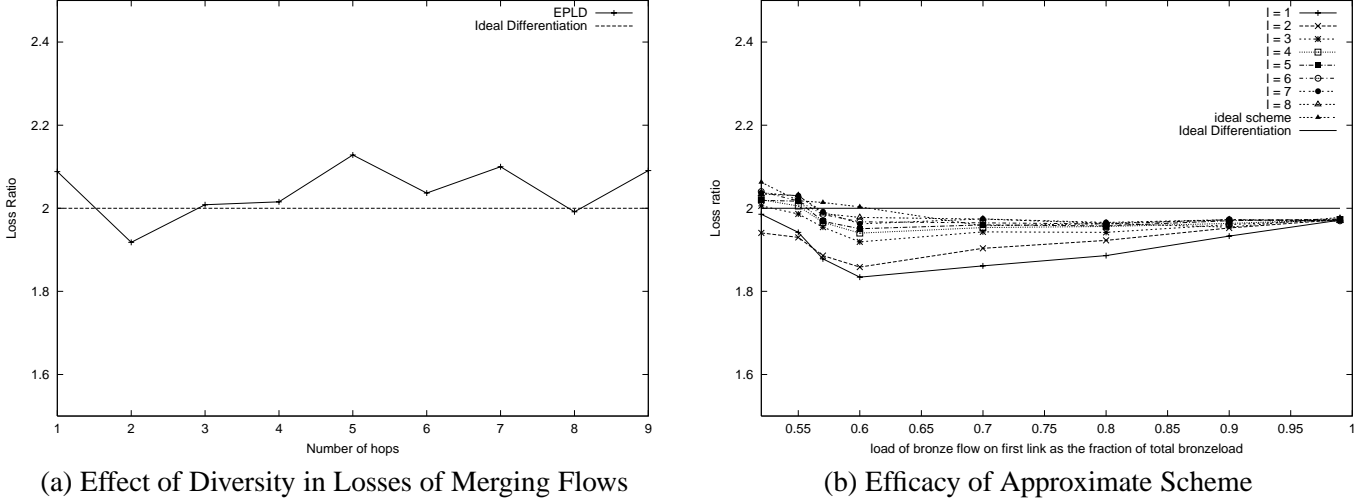 EPLD
Ideal Differentiation
2.4
2.2
2
1.8
1.6
Loss Ratio
1 2 3 4 5 6 7 8 9
Number of hops
(a) Effect of Diversity in Losses of Merging Flows
l = 1
l = 2
l = 3
l = 4
l = 5
l = 6
l = 7
l = 8
ideal scheme
Ideal Differentiation
2.4
2.2
2
1.8
1.6
Loss Ratio
0.55 0.6 0.65 0.7 0.75 0.8 0.85 0.9 0.95 1
load of bronze flow on first link as the fraction of total bronzeload
(b) Efficacy of Approximate Scheme